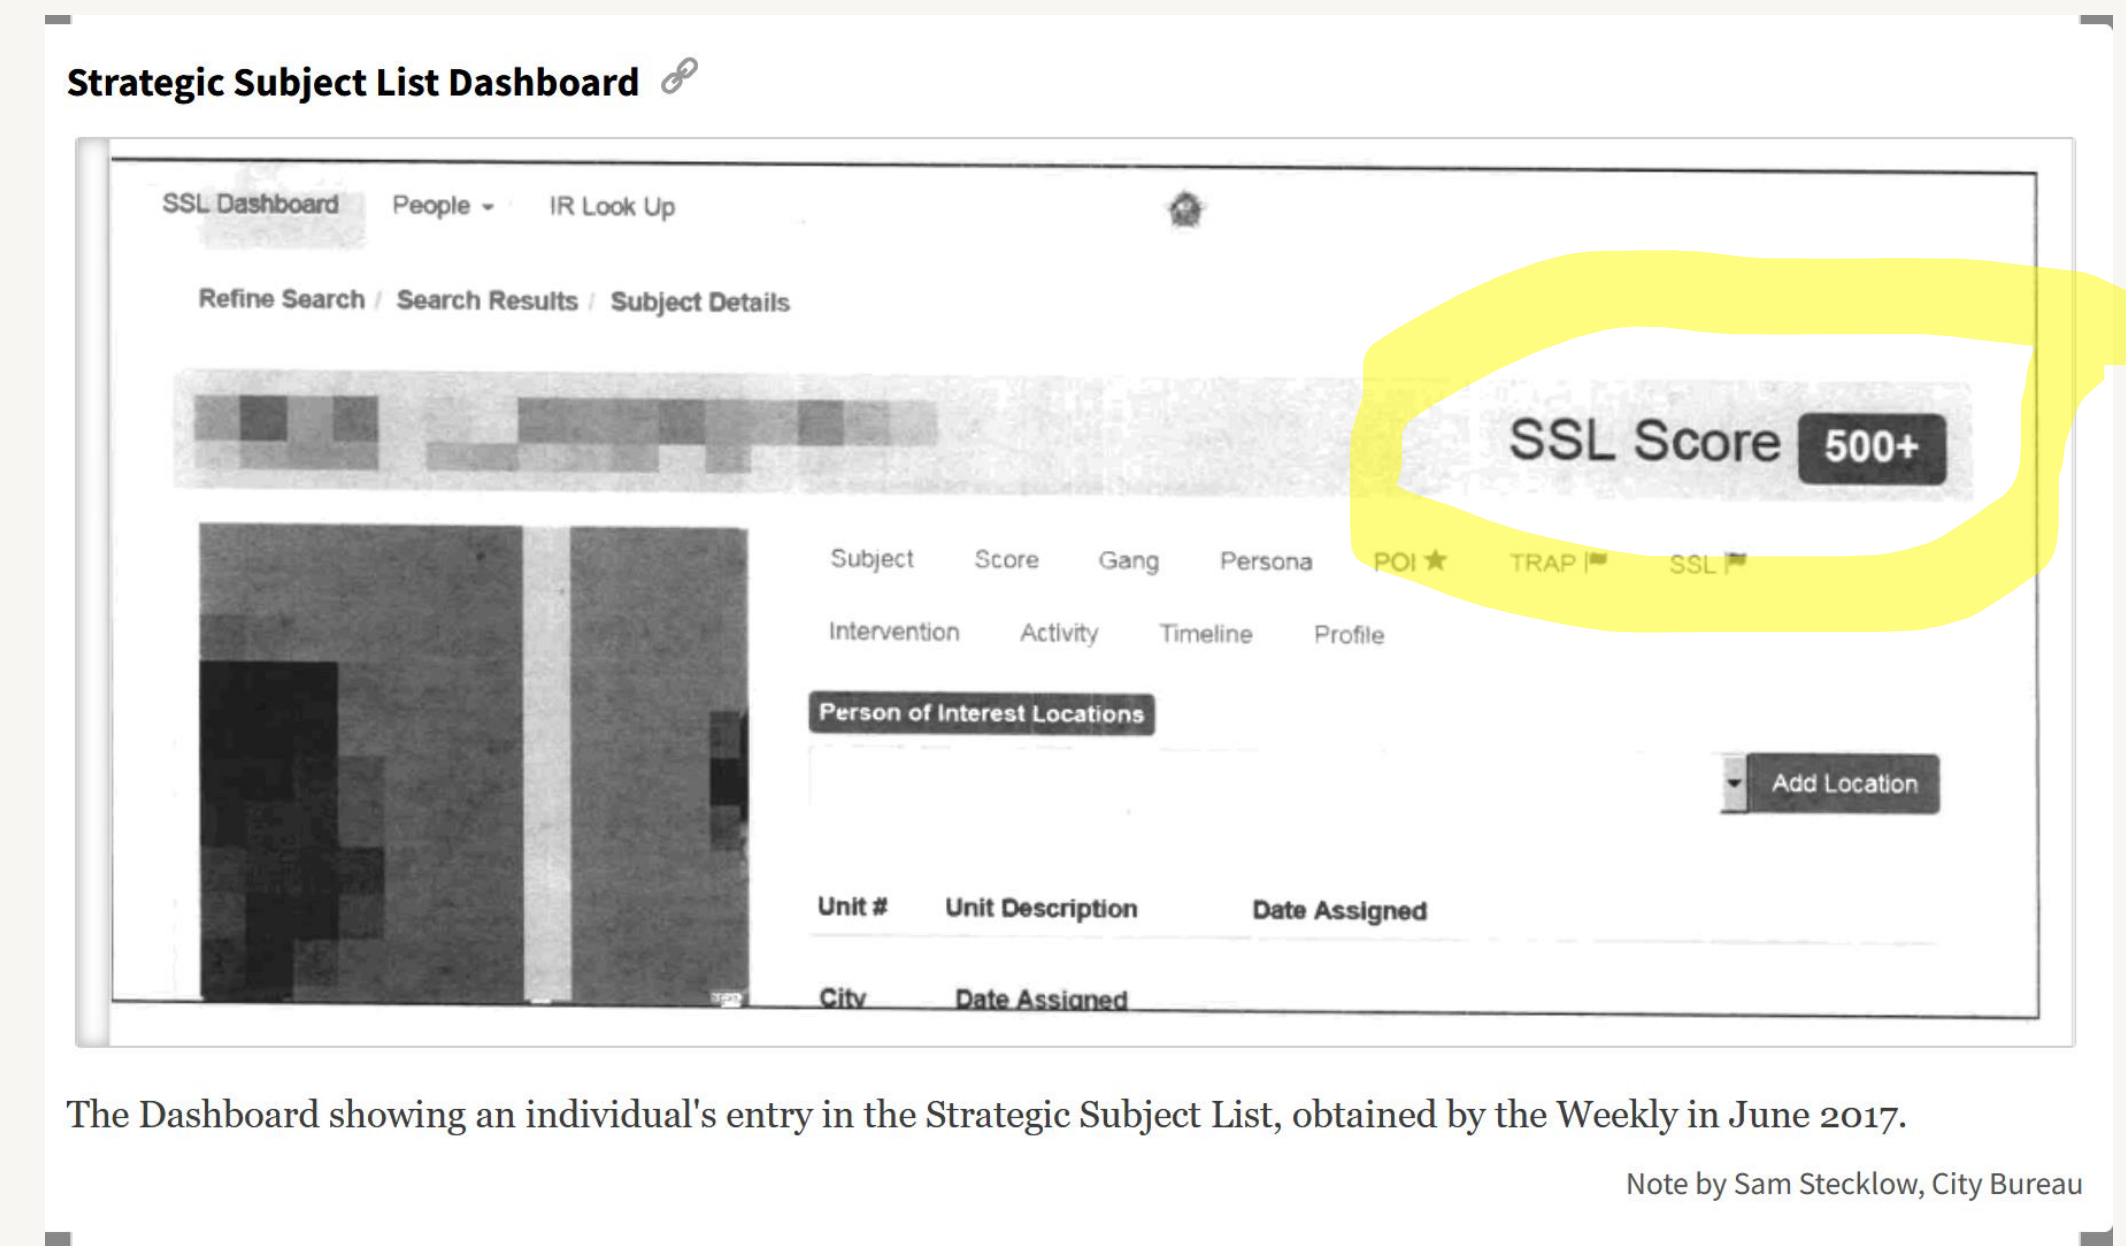 Strategic Subject List Dashboard
SSL Dashboard People IR Look Up
Refine Search / Search Results / Subject Details
SSL Score 500+
Subject Score Gang Persona POI ★ TRAP SSL
Intervention Activity Timeline Profile
Person of Interest Locations
Add Location
Unit # Unit Description Date Assigned
City Date Assigned
The Dashboard showing an individual's entry in the Strategic Subject List, obtained by the Weekly in June 2017.
Note by Sam Stecklow, City Bureau